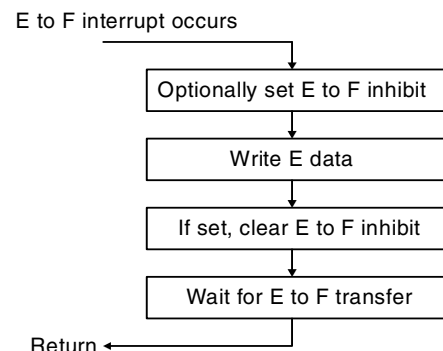 E to F interrupt occurs
Optionally set E to F inhibit
Write E data
If set, clear E to F inhibit
Wait for E to F transfer
Return